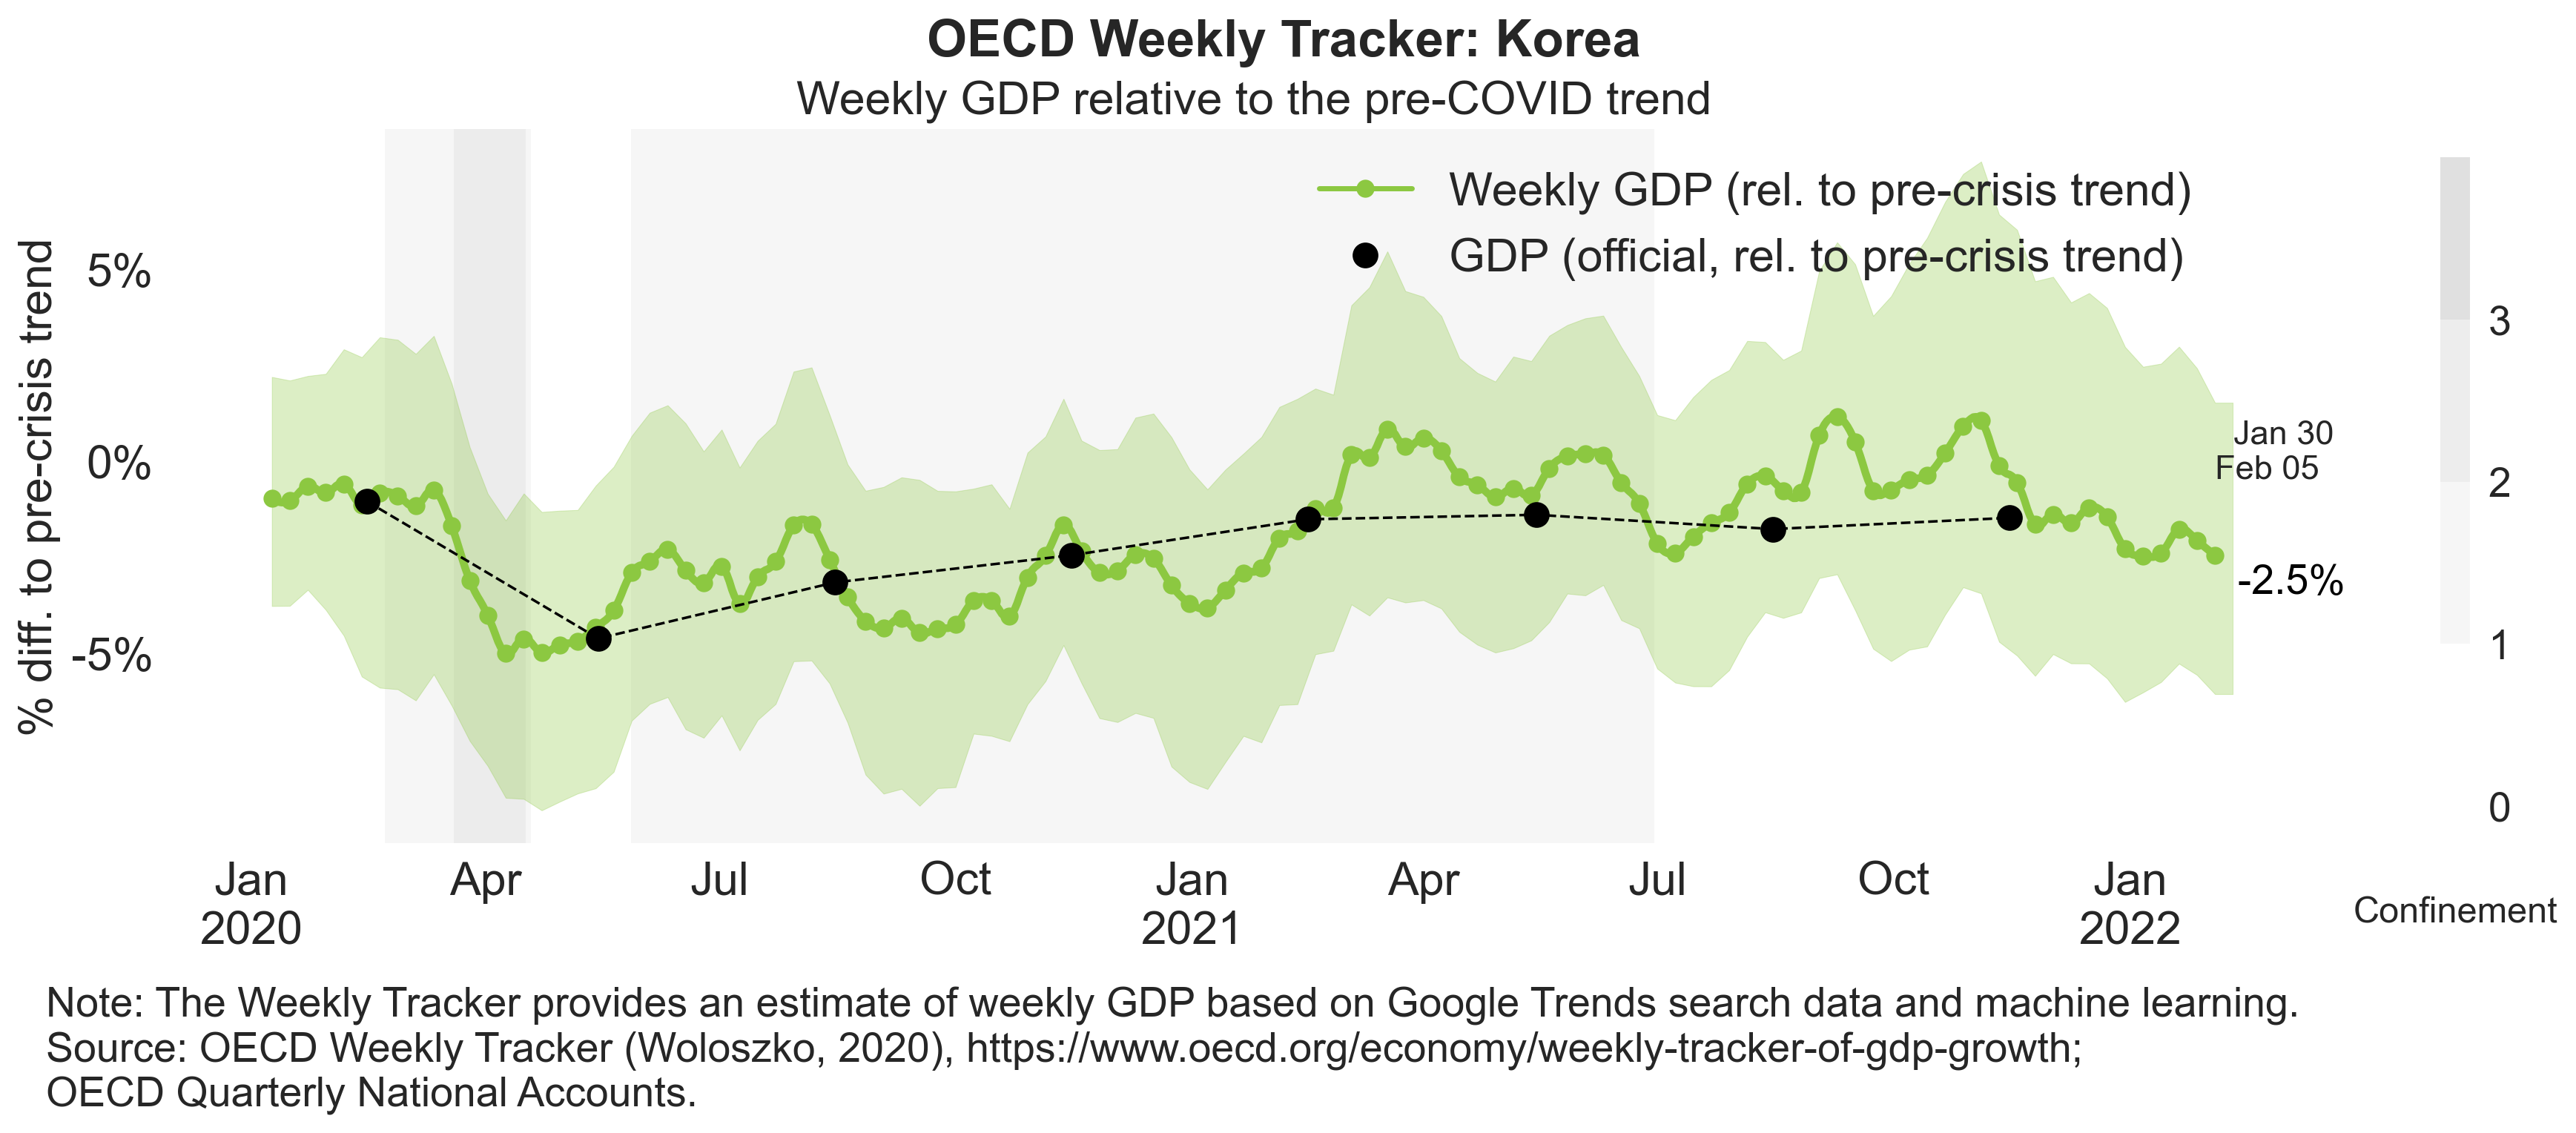 OECD Weekly Tracker: Korea
Weekly GDP relative to the pre-COVID trend
Weekly GDP (rel. to pre-crisis trend)
GDP (official, rel. to pre-crisis trend)
% diff. to pre-crisis trend
5%
0%
-5%
Jan 30
Feb 05
-2.5%
3
2
1
0
Confinement
Jan
2020
Apr
Jul
Oct
Jan
2021
Apr
Jul
Oct
Jan
2022
Note: The Weekly Tracker provides an estimate of weekly GDP based on Google Trends search data and machine learning.
Source: OECD Weekly Tracker (Woloszko, 2020), https://www.oecd.org/economy/weekly-tracker-of-gdp-growth;
OECD Quarterly National Accounts.